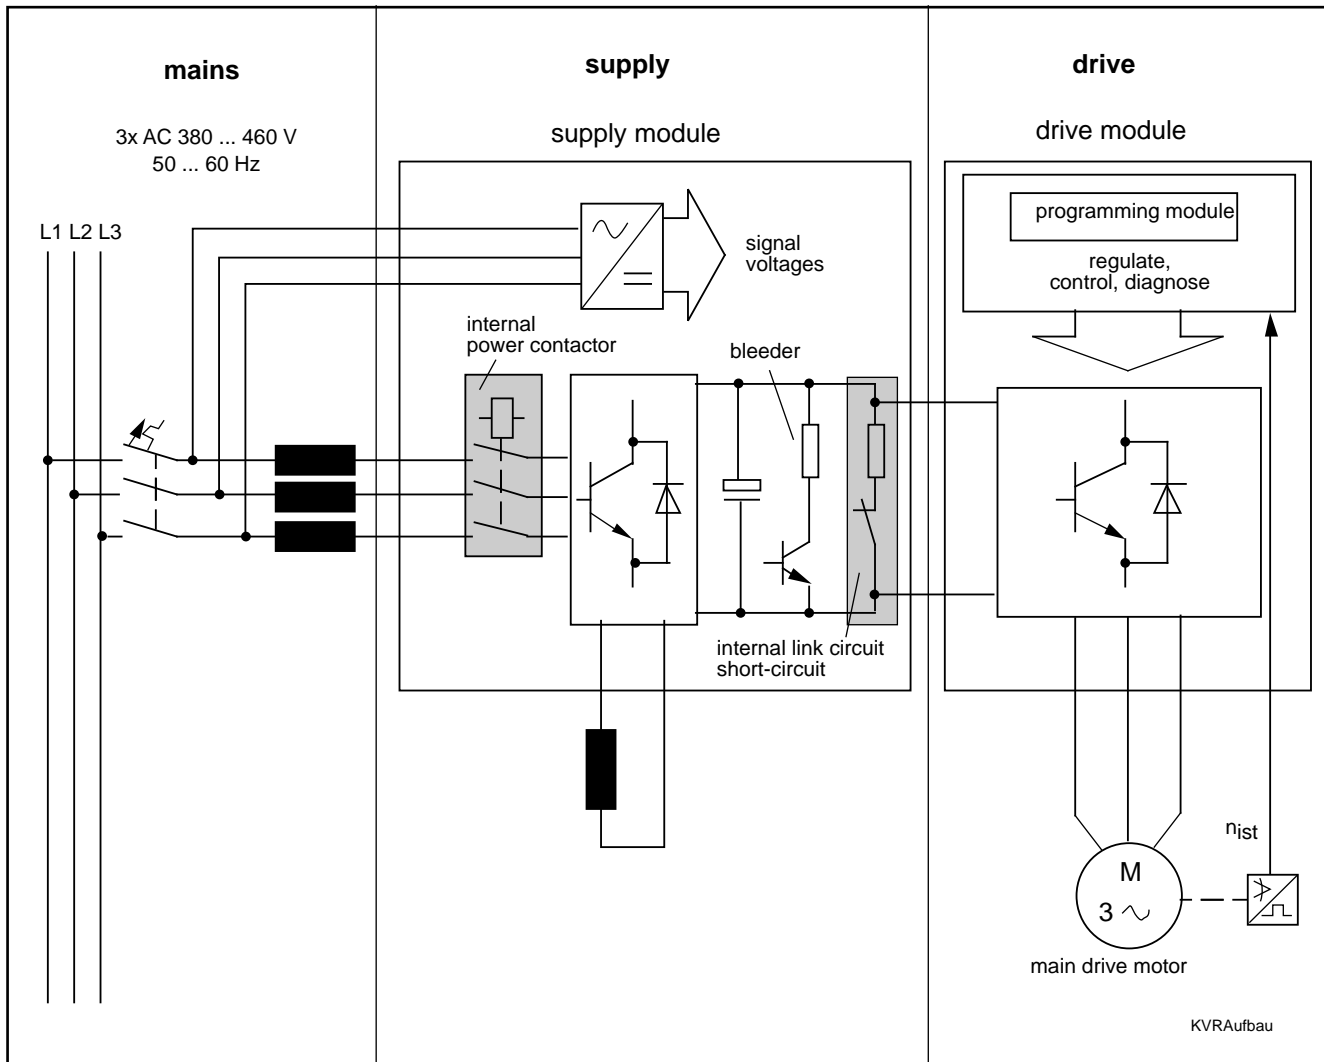 mains
supply
drive
3x AC 380 ... 460 V
50 ... 60 Hz
supply module
drive module
L1 L2 L3
signal
voltages
programming module
regulate,
control, diagnose
internal
power contactor
bleeder
internal link circuit
short-circuit
nist
M
3
main drive motor
KVRAufbau